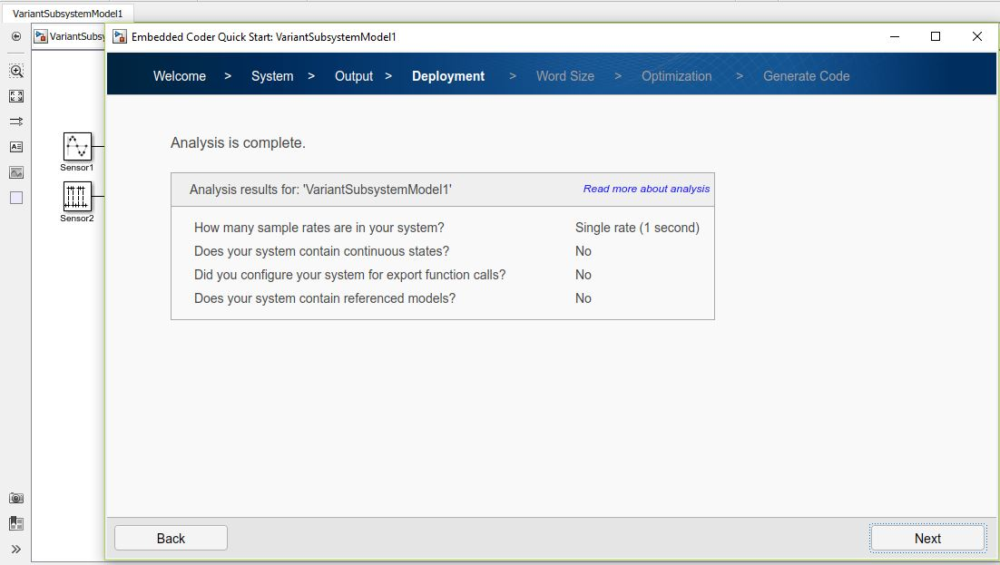 VariantSubsystemModel1
VariantSubsy
Embedded Coder Quick Start: VariantSubsystemModel1
Welcome > System > Output > Deployment > Word Size > Optimization > Generate Code
Analysis is complete.
Analysis results for: 'VariantSubsystemModel1' Read more about analysis
How many sample rates are in your system? Single rate (1 second)
Does your system contain continuous states? No
Did you configure your system for export function calls? No
Does your system contain referenced models? No
Sensor1
Sensor2
Back Next